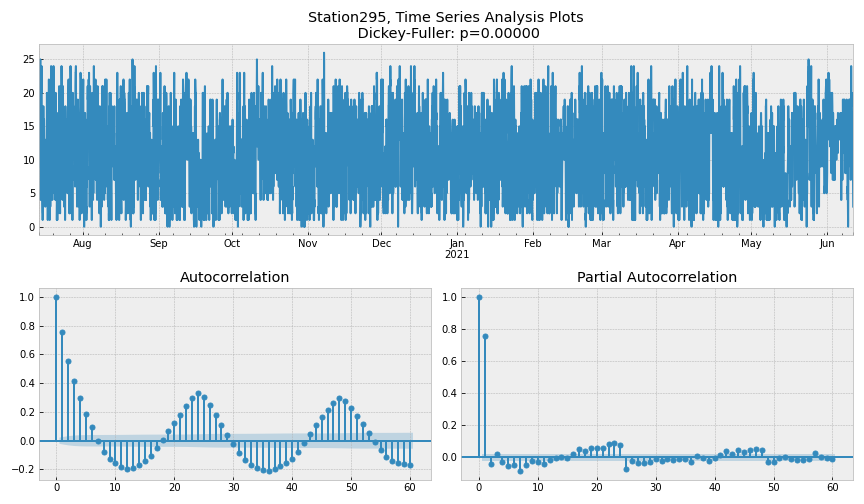 Station295, Time Series Analysis Plots
Dickey-Fuller: p=0.00000
25
20
15
10
5
0
Aug Sep Oct Nov Dec Jan Feb Mar Apr May Jun
2021
Autocorrelation
1.0
0.8
0.6
0.4
0.2
0.0
−0.2
0 10 20 30 40 50 60
Partial Autocorrelation
1.0
0.8
0.6
0.4
0.2
0.0
0 10 20 30 40 50 60